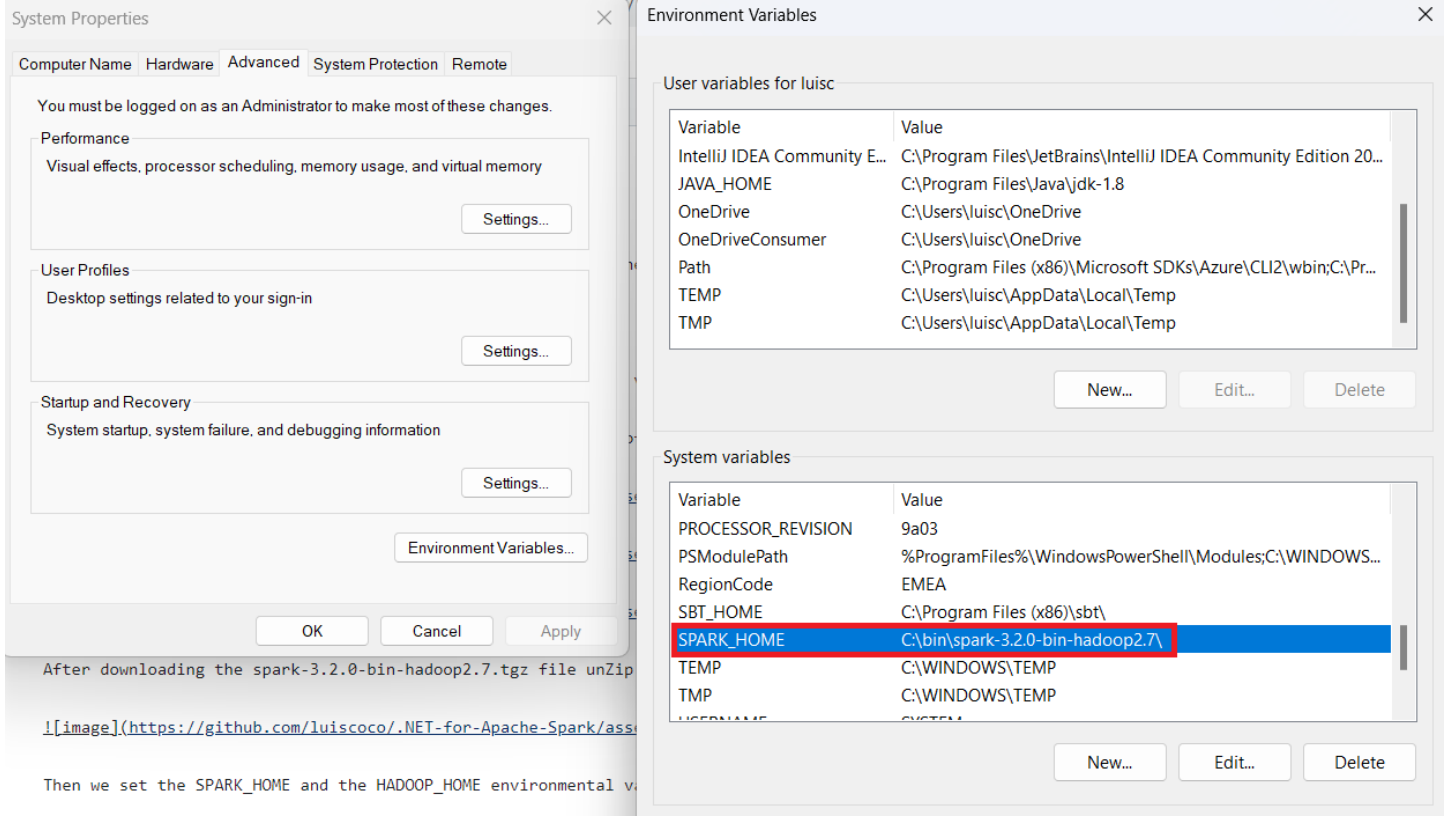 System Properties
Computer Name Hardware Advanced System Protection Remote
You must be logged on as an Administrator to make most of these changes.
Performance
Visual effects, processor scheduling, memory usage, and virtual memory
Settings...
User Profiles
Desktop settings related to your sign-in
Settings...
Startup and Recovery
System startup, system failure, and debugging information
Settings...
Environment Variables...
OK Cancel Apply
After downloading the spark-3.2.0-bin-hadoop2.7.tgz file unZip
![image](https://github.com/luiscoco/.NET-for-Apache-Spark/ass
Then we set the SPARK_HOME and the HADOOP_HOME environmental
Environment Variables
User variables for luisc
Variable Value
IntelliJ IDEA Community E... C:\Program Files\JetBrains\IntelliJ IDEA Community Edition 20...
JAVA_HOME C:\Program Files\Java\jdk-1.8
OneDrive C:\Users\luisc\OneDrive
OneDriveConsumer C:\Users\luisc\OneDrive
Path C:\Program Files (x86)\Microsoft SDKs\Azure\CLI2\wbin;C:\Pr...
TEMP C:\Users\luisc\AppData\Local\Temp
TMP C:\Users\luisc\AppData\Local\Temp
New... Edit... Delete
System variables
Variable Value
PROCESSOR_REVISION 9a03
PSModulePath %ProgramFiles%\WindowsPowerShell\Modules;C:\WINDOWS...
RegionCode EMEA
SBT_HOME C:\Program Files (x86)\sbt\
SPARK_HOME C:\bin\spark-3.2.0-bin-hadoop2.7\
TEMP C:\WINDOWS\TEMP
TMP C:\WINDOWS\TEMP
USERNAME SYSTEM
New... Edit... Delete